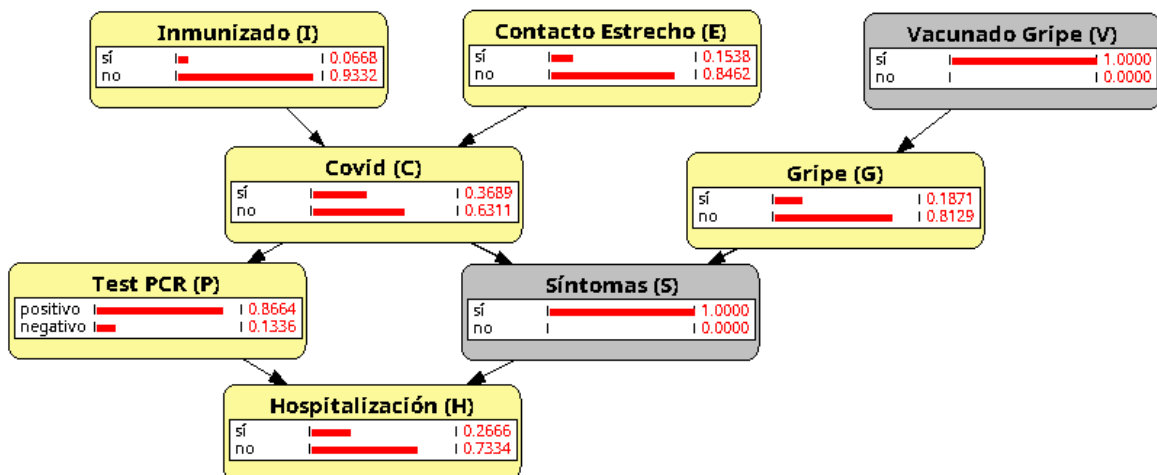 Inmunizado (I)
sí 0.0668
no 0.9332
Contacto Estrecho (E)
sí 0.1538
no 0.8462
Vacunado Gripe (V)
sí 1.0000
no 0.0000
Covid (C)
sí 0.3689
no 0.6311
Gripe (G)
sí 0.1871
no 0.8129
Test PCR (P)
positivo 0.8664
negativo 0.1336
Síntomas (S)
sí 1.0000
no 0.0000
Hospitalización (H)
sí 0.2666
no 0.7334